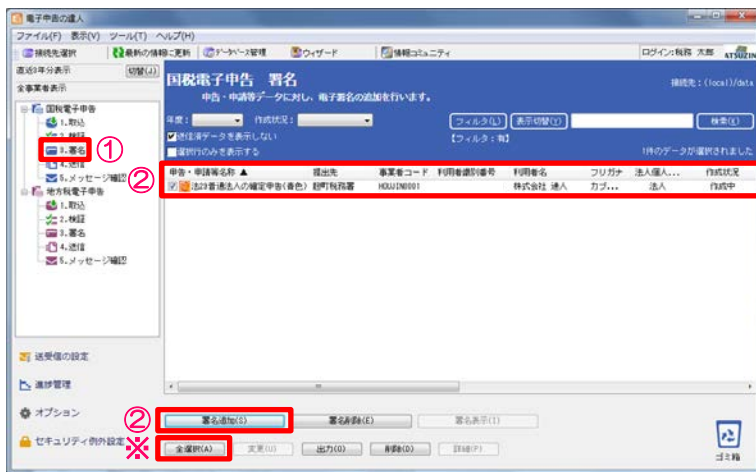 電子申告の達人
ファイル(F) 表示(V) ツール(T) ヘルプ(H)
接続先選択 最新の情報に更新 データベース管理 ウィザード 情報コミュニティ ログイン:税務 太郎 ATSUZIN
直近3年分表示 切替(J)
全事業者表示
国税電子申告
1.取込
2.検証
3.署名
①
4.送信
5.メッセージ確認
地方税電子申告
1.取込
2.検証
3.署名
4.送信
5.メッセージ確認
送受信の設定
進捗管理
オプション
セキュリティ例外設定
国税電子申告 署名
接続先:(local)/data
申告・申請等データに対し、電子署名の追加を行います。
年度: 作成状況: フィルタ(L) 表示切替(Y) 検索(K)
送信済データを表示しない 【フィルタ:有】
選択行のみを表示する 1件のデータが選択されました
②
申告・申請等名称 ▲ 提出先 事業者コード 利用者識別番号 利用者名 フリガナ 法人個人... 作成状況
法23普通法人の確定申告(青色) 麹町税務署 HOUJIN0001 株式会社 達人 カブ... 法人 作成中
② 署名追加(S) 署名削除(E) 署名表示(I)
※ 全選択(A) 変更(U) 出力(O) 削除(D) 詳細(P)
ゴミ箱